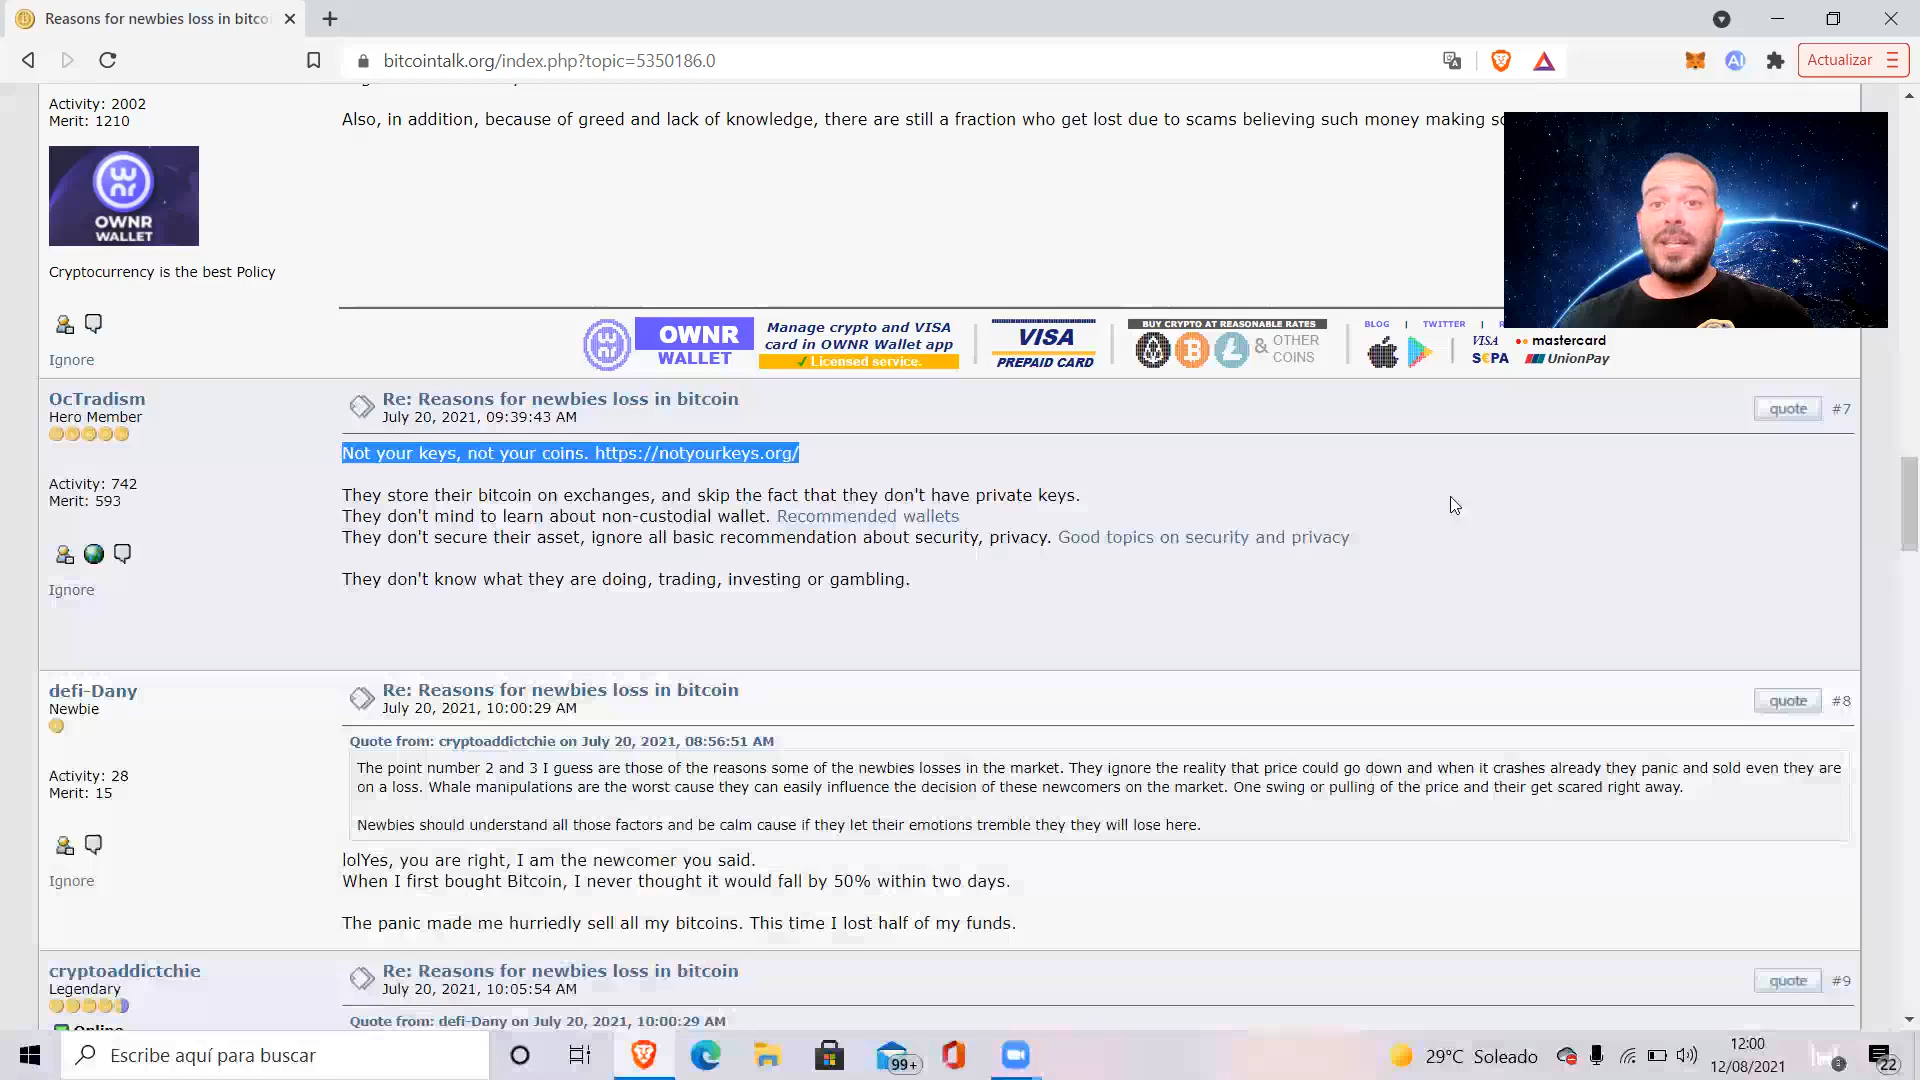 Reasons for newbies loss in bitco
bitcointalk.org/index.php?topic=5350186.0
Actualizar
Activity: 2002
Merit: 1210
Also, in addition, because of greed and lack of knowledge, there are still a fraction who get lost due to scams believing such money making
OWNR
WALLET
Cryptocurrency is the best Policy
Ignore
OWNR
WALLET
Manage crypto and VISA
card in OWNR Wallet app
✓ Licensed service.
VISA
PREPAID CARD
BUY CRYPTO AT REASONABLE RATES
& OTHER
COINS
BLOG | TWITTER |
VISA mastercard
S€PA UnionPay
OcTradism
Hero Member
Activity: 742
Merit: 593
Ignore
Re: Reasons for newbies loss in bitcoin
July 20, 2021, 09:39:43 AM
quote #7
Not your keys, not your coins. https://notyourkeys.org/
They store their bitcoin on exchanges, and skip the fact that they don't have private keys.
They don't mind to learn about non-custodial wallet. Recommended wallets
They don't secure their asset, ignore all basic recommendation about security, privacy. Good topics on security and privacy
They don't know what they are doing, trading, investing or gambling.
defi-Dany
Newbie
Activity: 28
Merit: 15
Ignore
Re: Reasons for newbies loss in bitcoin
July 20, 2021, 10:00:29 AM
quote #8
Quote from: cryptoaddictchie on July 20, 2021, 08:56:51 AM
The point number 2 and 3 I guess are those of the reasons some of the newbies losses in the market. They ignore the reality that price could go down and when it crashes already they panic and sold even they are
on a loss. Whale manipulations are the worst cause they can easily influence the decision of these newcomers on the market. One swing or pulling of the price and their get scared right away.
Newbies should understand all those factors and be calm cause if they let their emotions tremble they they will lose here.
lolYes, you are right, I am the newcomer you said.
When I first bought Bitcoin, I never thought it would fall by 50% within two days.
The panic made me hurriedly sell all my bitcoins. This time I lost half of my funds.
cryptoaddictchie
Legendary
Online
Re: Reasons for newbies loss in bitcoin
July 20, 2021, 10:05:54 AM
quote #9
Quote from: defi-Dany on July 20, 2021, 10:00:29 AM
Escribe aquí para buscar
99+
29°C Soleado
12:00
12/08/2021
3
22